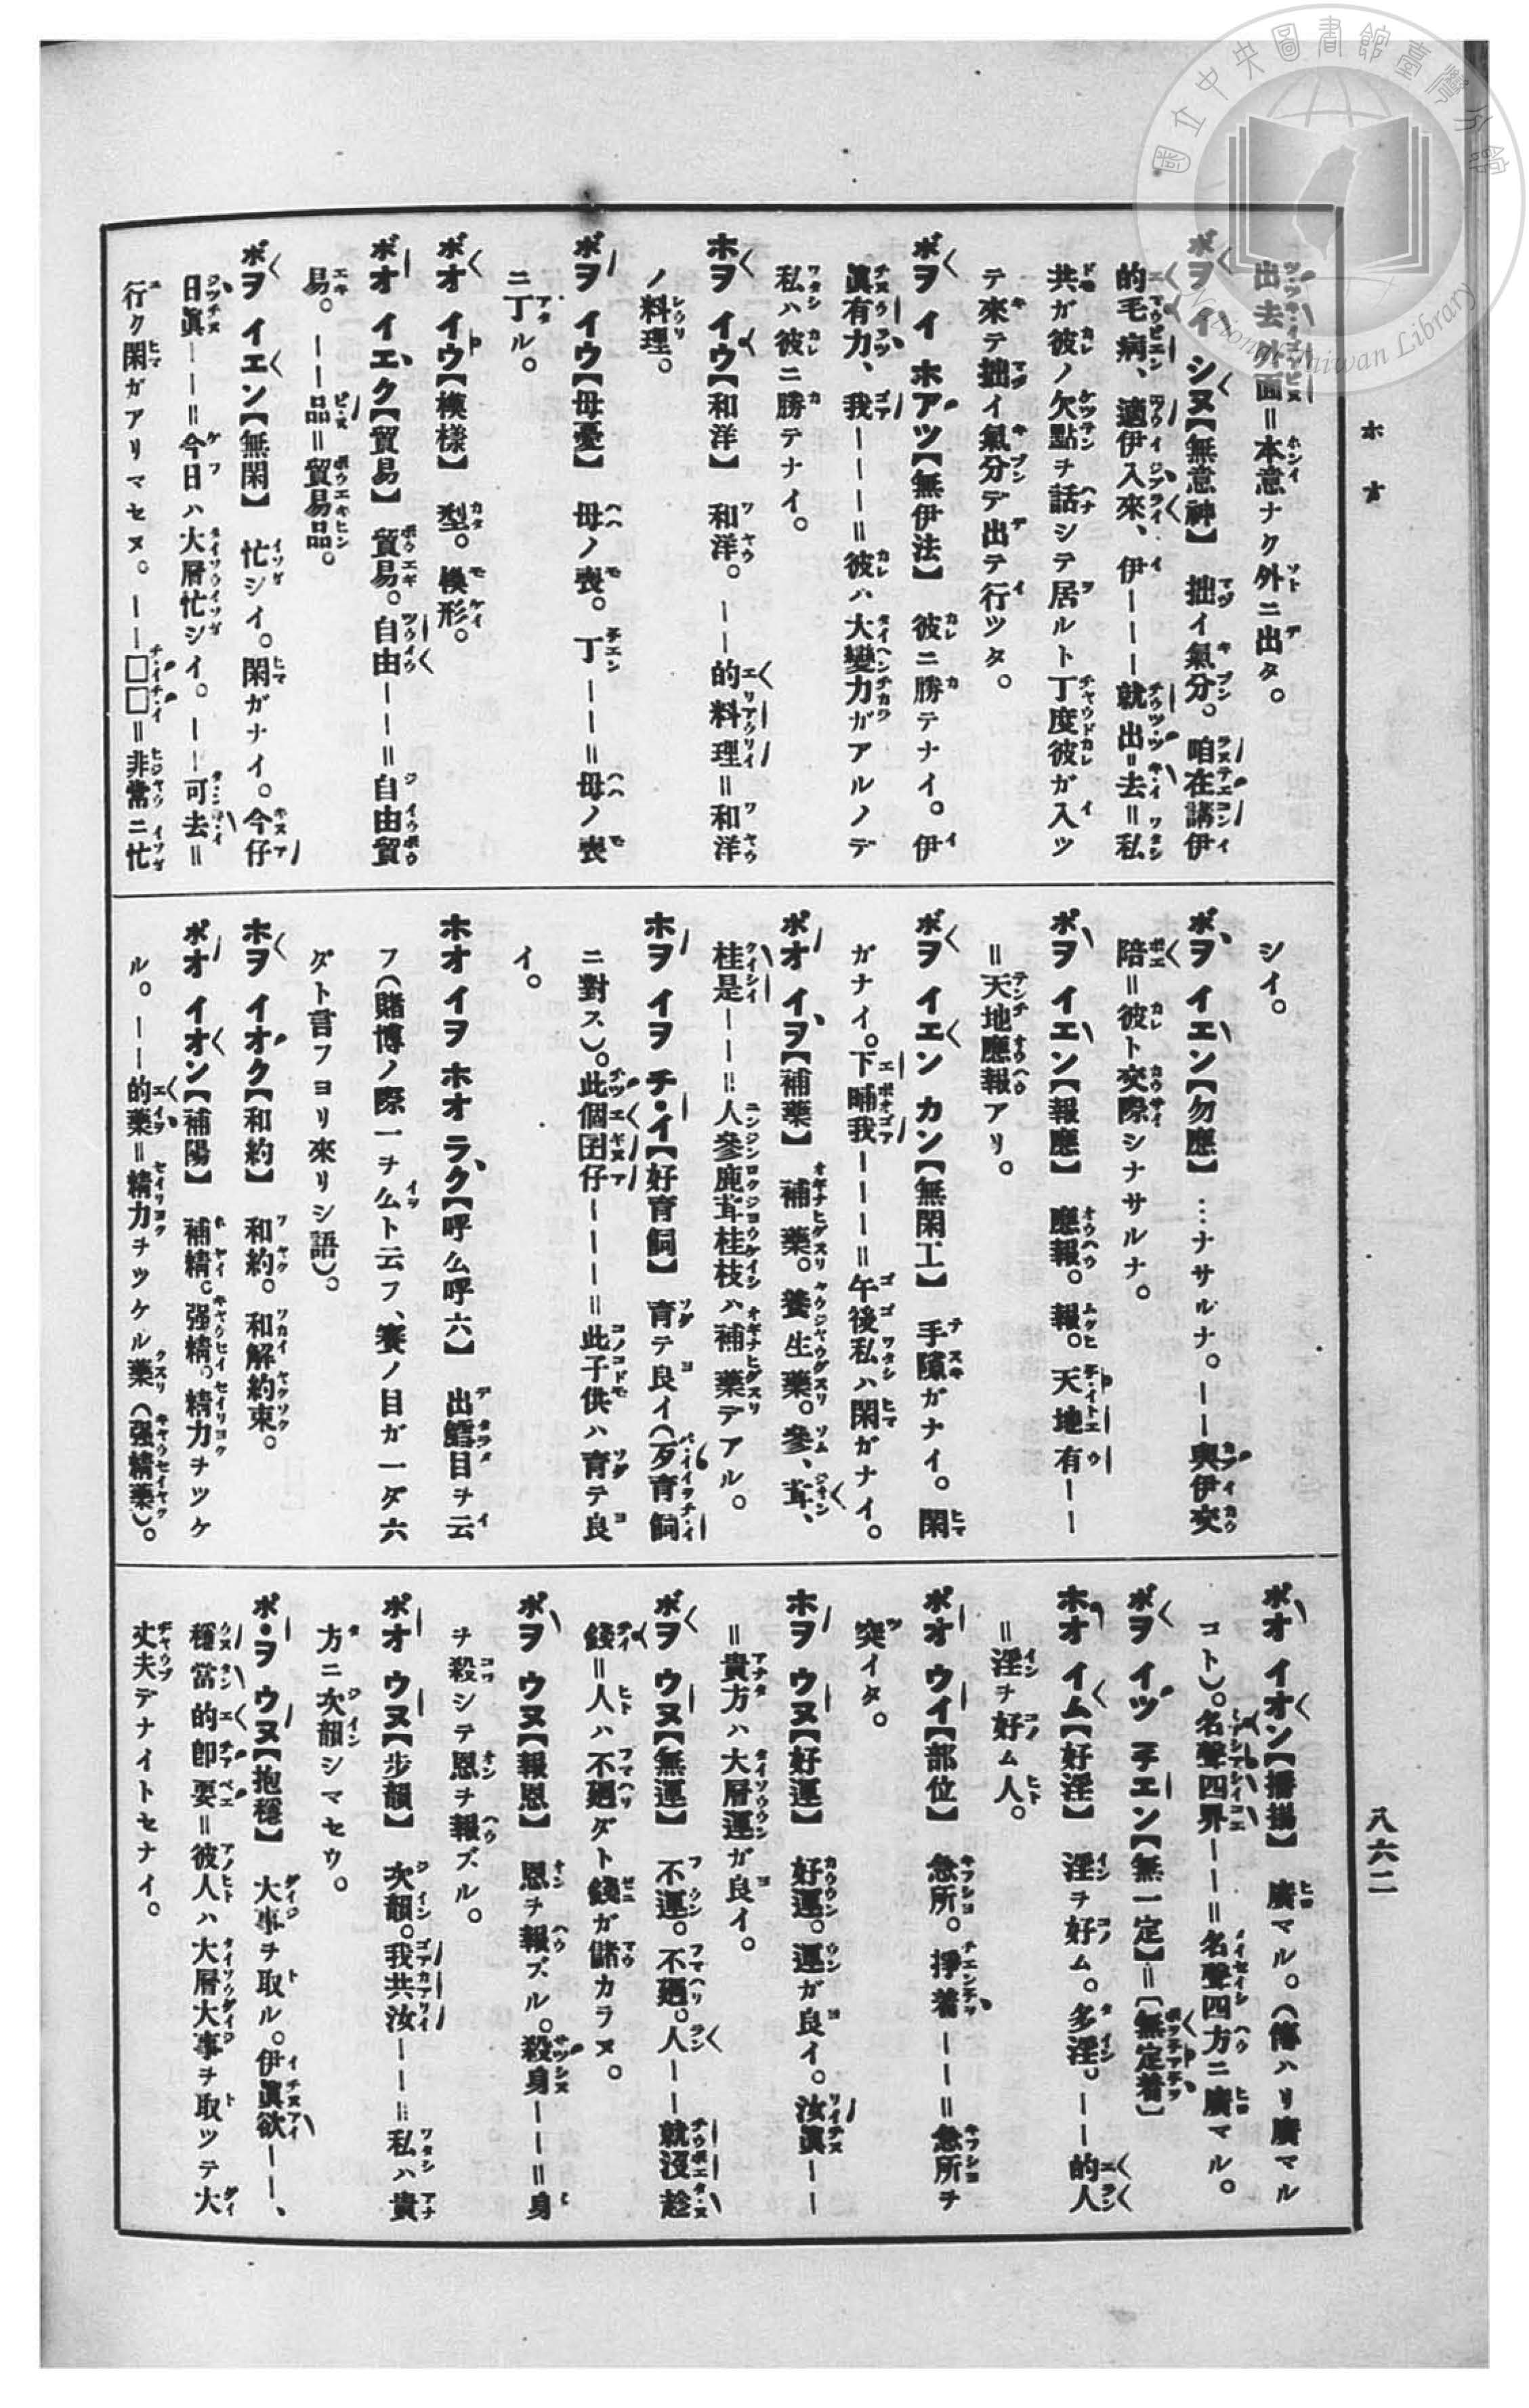 國立中央圖書館臺灣分館
National Taiwan Library
ホオ
八六二
出去外面=本意ナク外ニ出タ。
ボヲ イ シヌ【無意神】 拙イ氣分。咱在講伊
的毛病、適伊入來、伊———就出去=私
共ガ彼ノ欠點ヲ話シテ居ルト丁度彼ガ入ツ
テ來テ拙イ氣分デ出テ行ツタ。
ボヲ イ ホアツ【無伊法】 彼ニ勝テナイ。伊
眞有力、我———=彼ハ大變力ガアルノデ
私ハ彼ニ勝テナイ。
ホヲ イウ【和洋】 和洋。——的料理=和洋
ノ料理。
ボヲ イウ【母憂】 母ノ喪。丁——=母ノ喪
ニ丁ル。
ボオ イウ【模樣】 型。模形。
ボオ イエク【貿易】 貿易。自由——=自由貿
易。——品=貿易品。
ボヲ イエン【無閑】 忙シイ。閑ガナイ。今仔
日眞——=今日ハ大層忙シイ。——可去=
行ク閑ガアリマセヌ。——□□=非常ニ忙
シイ。
ボヲ イエン【勿應】 …ナサルナ。——與伊交
陪=彼ト交際シナサルナ。
ポヲ イエン【報應】 應報。報。天地有——
=天地應報アリ。
ボヲ イエン カン【無閑工】 手隙ガナイ。閑
ガナイ。下晡我———=午後私ハ閑ガナイ。
ポオ イヲ【補藥】 補藥。養生藥。參、茸、
桂是——=人參鹿茸桂枝ハ補藥デアル。
ホヲ イヲ チ・イ【好育飼】 育テ良イ(歹育飼
ニ對ス)。此個囝仔———=此子供ハ育テ良
イ。
ホオ イヲ ホオ ラク【呼么呼六】 出鱈目ヲ云
フ(賭博ノ際一ヲ么ト云フ、賽ノ目ガ一ダ六
ダト言フヨリ來リシ語)。
ホヲ イオク【和約】 和約。和解約束。
ポオ イオン【補陽】 補精。强精。精力ヲツケ
ル。——的藥=精力ヲツケル藥(强精藥)。
ポオ イオン【播揚】 廣マル。(傳ハリ廣マル
コト)。名聲四界——=名聲四方ニ廣マル。
ボヲ イツ テエン【無一定】=〔無定着〕
ホオ イム【好淫】 淫ヲ好ム。多淫。——的人
=淫ヲ好ム人。
ポオ ウイ【部位】 急所。掙着——=急所ヲ
突イタ。
ホヲ ウヌ【好運】 好運。運ガ良イ。汝眞——
=貴方ハ大層運ガ良イ。
ボヲ ウヌ【無運】 不運。不廻。人——就沒趁
錢=人ハ不廻ダト錢ガ儲カラヌ。
ポヲ ウヌ【報恩】 恩ヲ報ズル。殺身——=身
ヲ殺シテ恩ヲ報ズル。
ポオ ウヌ【步韻】 次韻。我共汝——=私ハ貴
方ニ次韻シマセウ。
ポ・ヲ ウヌ【抱穩】 大事ヲ取ル。伊眞欲——、
穩當的卽要=彼人ハ大層大事ヲ取ツテ大
丈夫デナイトセナイ。